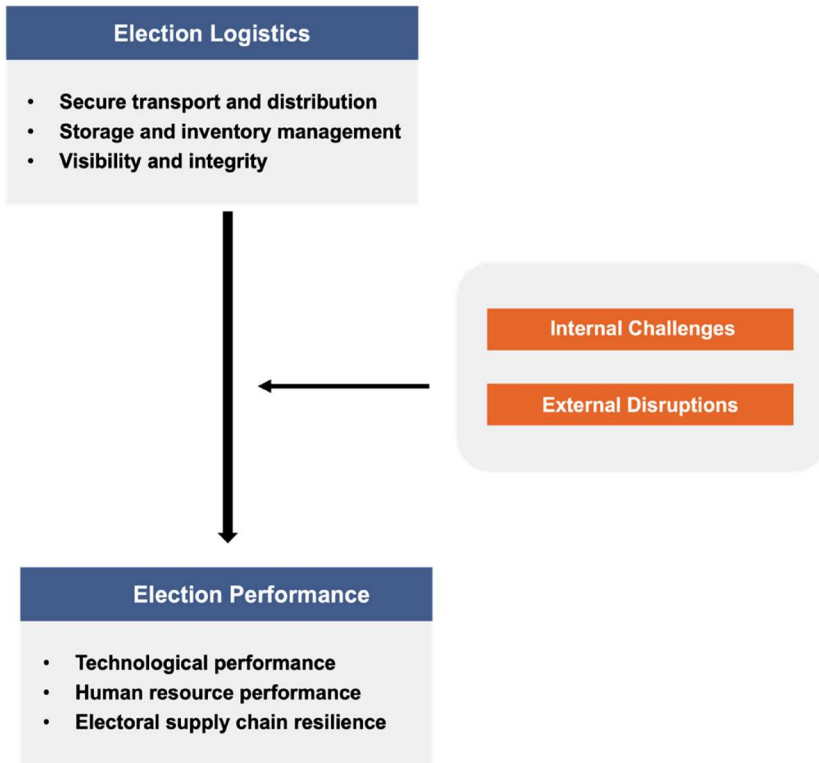 Election Logistics
• Secure transport and distribution
• Storage and inventory management
• Visibility and integrity
Internal Challenges
External Disruptions
Election Performance
• Technological performance
• Human resource performance
• Electoral supply chain resilience